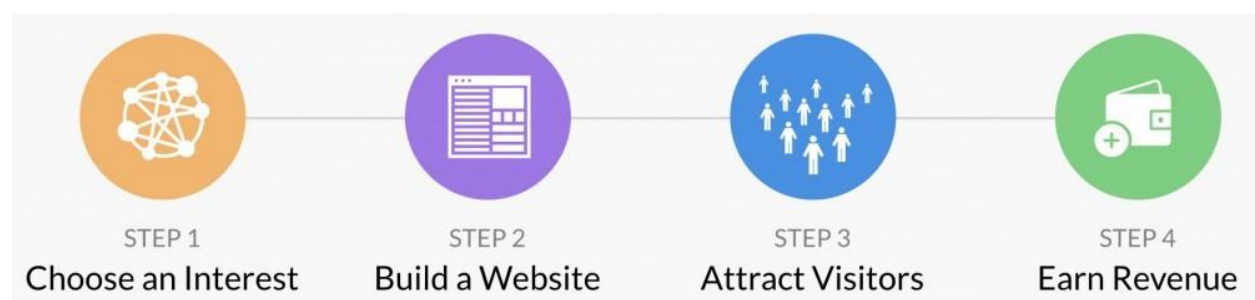 STEP 1
Choose an Interest
STEP 2
Build a Website
STEP 3
Attract Visitors
STEP 4
Earn Revenue